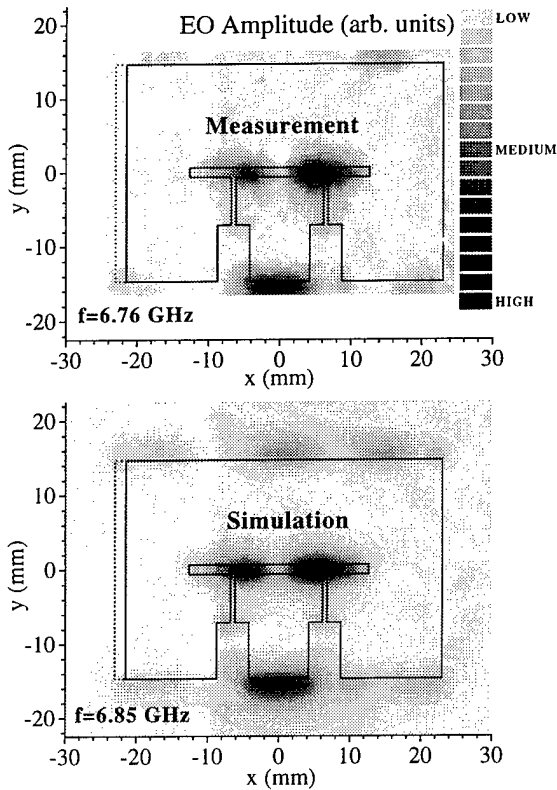 EO Amplitude (arb. units)
LOW
MEDIUM
HIGH
Measurement
f=6.76 GHz
y (mm)
20
10
0
-10
-20
-30 -20 -10 0 10 20 30
x (mm)
Simulation
f=6.85 GHz
y (mm)
20
10
0
-10
-20
-30 -20 -10 0 10 20 30
x (mm)